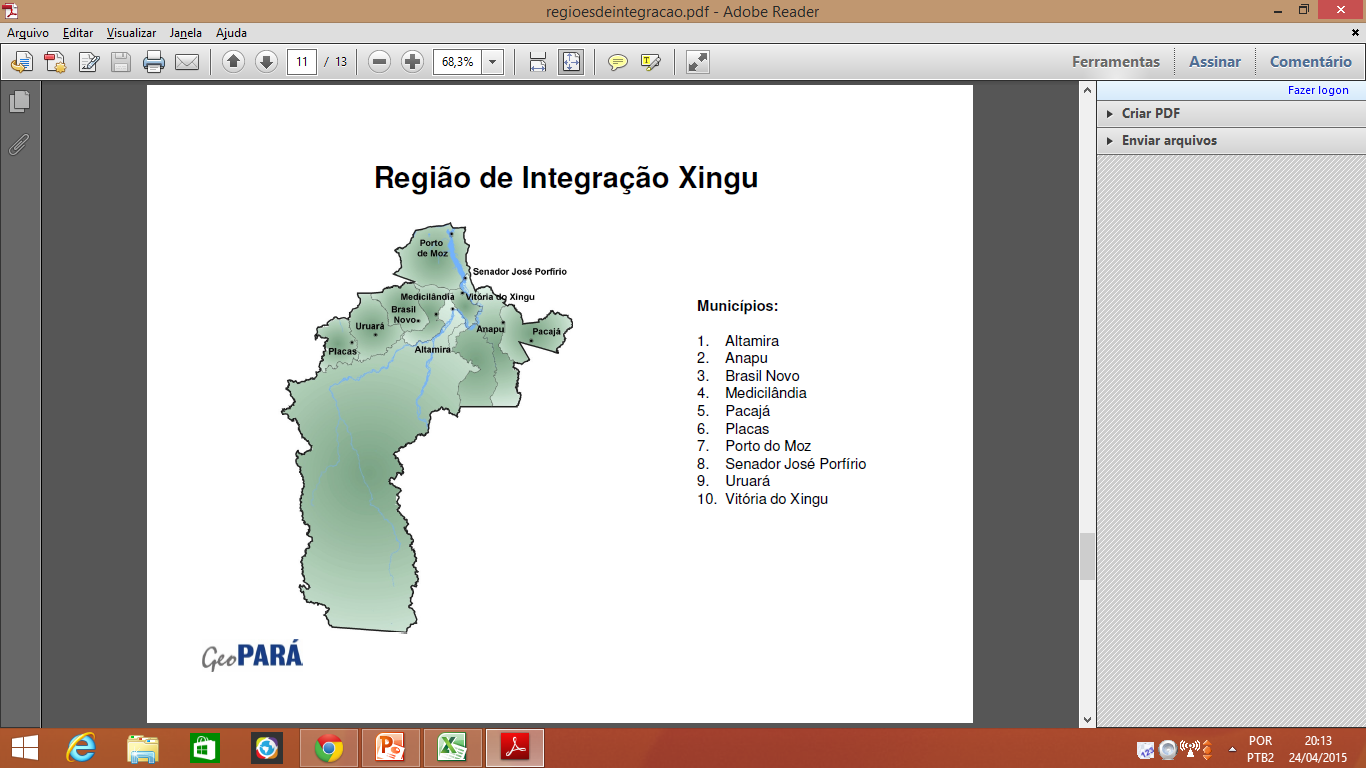 regioesdeintegracao.pdf - Adobe Reader
Arquivo Editar Visualizar Janela Ajuda
11 / 13 68,3% Ferramentas Assinar Comentário
Fazer logon
Criar PDF
Enviar arquivos
Região de Integração Xingu
Porto
de Moz
Senador José Porfirio
Medicilândia
Vitória do Xingu
Brasil
Novo
Uruará
Anapu
Pacajá
Placas
Altamira
Municípios:
1. Altamira
2. Anapu
3. Brasil Novo
4. Medicilândia
5. Pacajá
6. Placas
7. Porto do Moz
8. Senador José Porfírio
9. Uruará
10. Vitória do Xingu
GeoPARÁ
POR 20:13
PTB2 24/04/2015